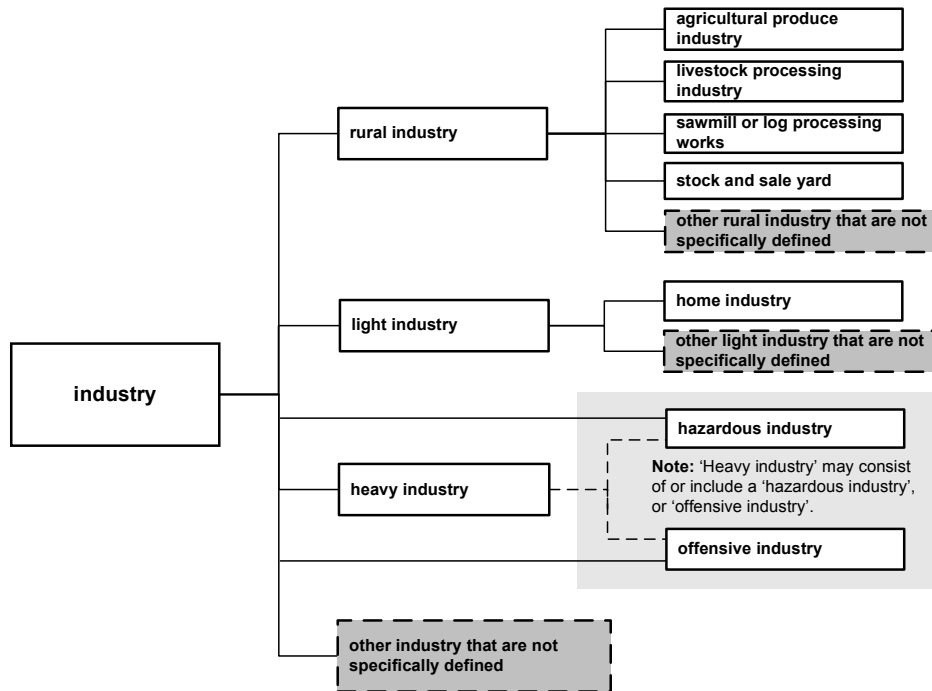 agricultural produce
industry
livestock processing
industry
rural industry
sawmill or log processing
works
stock and sale yard
other rural industry that are not
specifically defined
home industry
light industry
other light industry that are not
specifically defined
industry
hazardous industry
Note: ‘Heavy industry’ may consist
of or include a ‘hazardous industry’,
or ‘offensive industry’.
heavy industry
offensive industry
other industry that are not
specifically defined